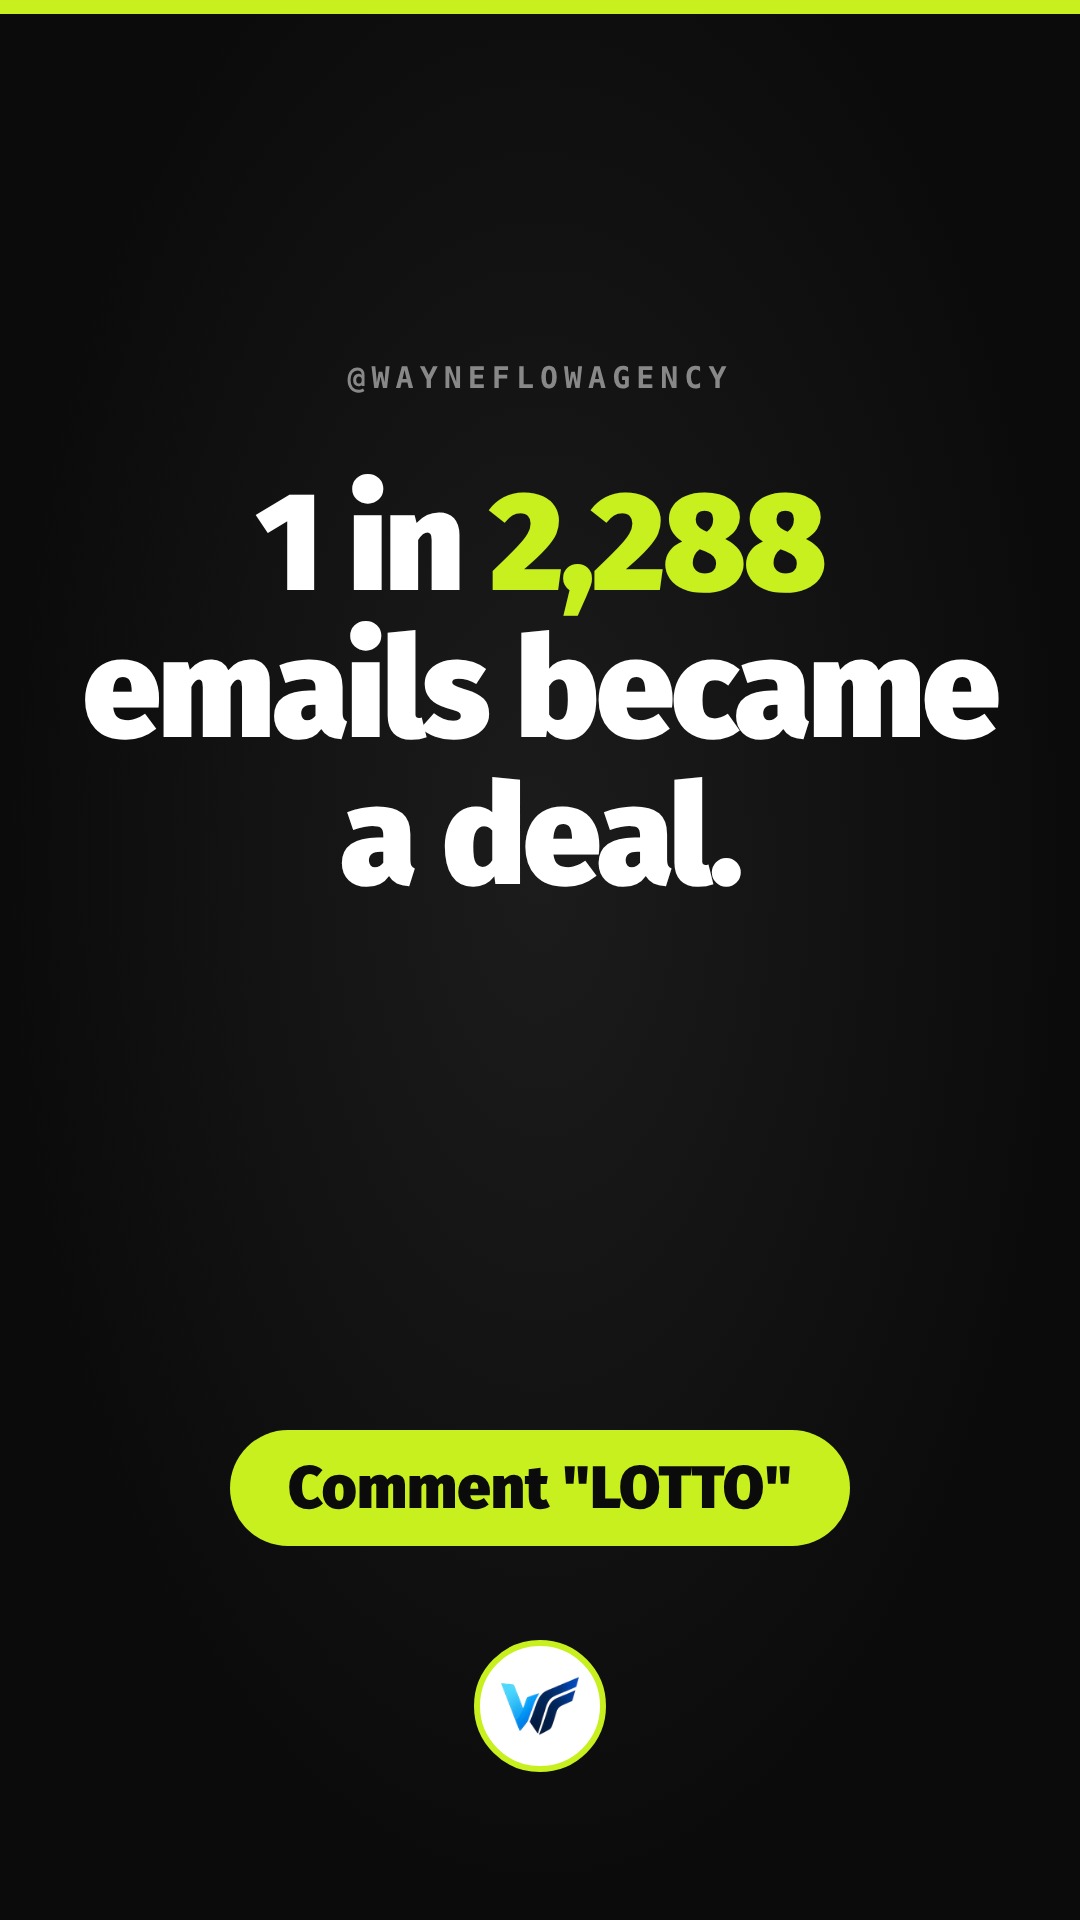 @WAYNEFLOWAGENCY
1 in 2,288
emails became
a deal.
Comment "LOTTO"